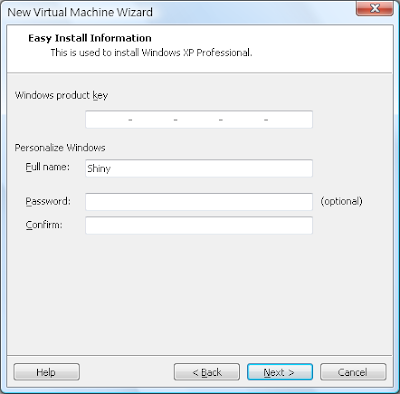 New Virtual Machine Wizard
Easy Install Information
This is used to install Windows XP Professional.
Windows product key
- - - -
Personalize Windows
Full name: Shiny
Password: (optional)
Confirm:
Help < Back Next > Cancel